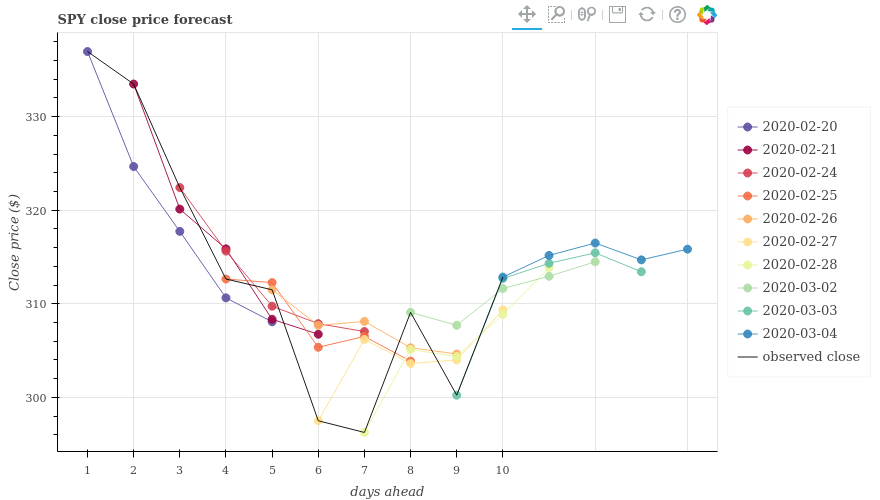 SPY close price forecast
Close price ($)
330
320
310
300
1 2 3 4 5 6 7 8 9 10
days ahead
2020-02-20
2020-02-21
2020-02-24
2020-02-25
2020-02-26
2020-02-27
2020-02-28
2020-03-02
2020-03-03
2020-03-04
observed close